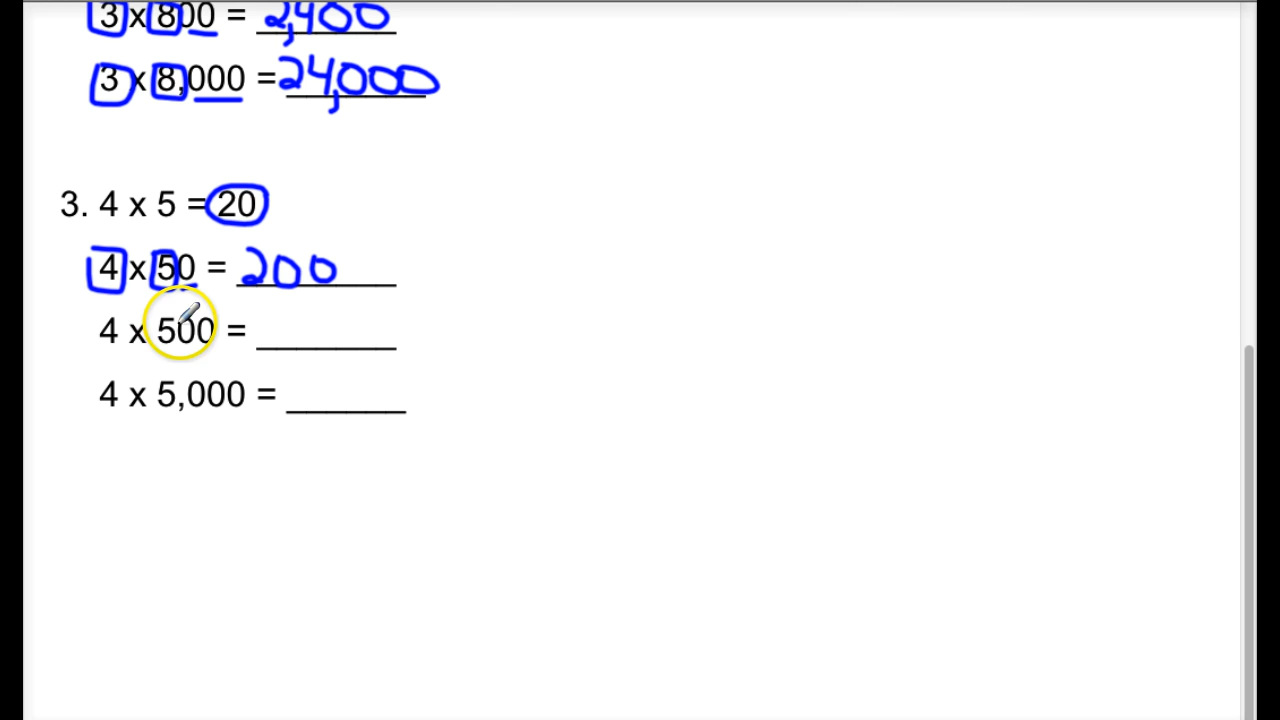 3 x 800 = 2,400
3 x 8,000 = 24,000
3. 4 x 5 = 20
4 x 50 = 200
4 x 500 = _______
4 x 5,000 = ______